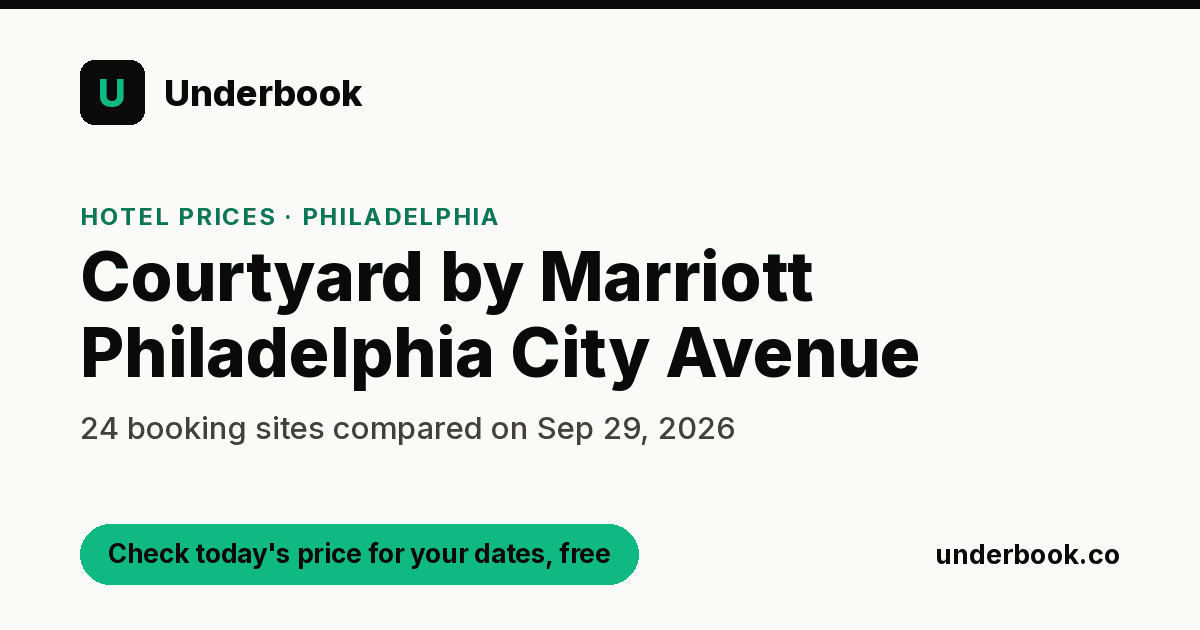 U Underbook
HOTEL PRICES · PHILADELPHIA
Courtyard by Marriott
Philadelphia City Avenue
24 booking sites compared on Sep 29, 2026
Check today's price for your dates, free
underbook.co